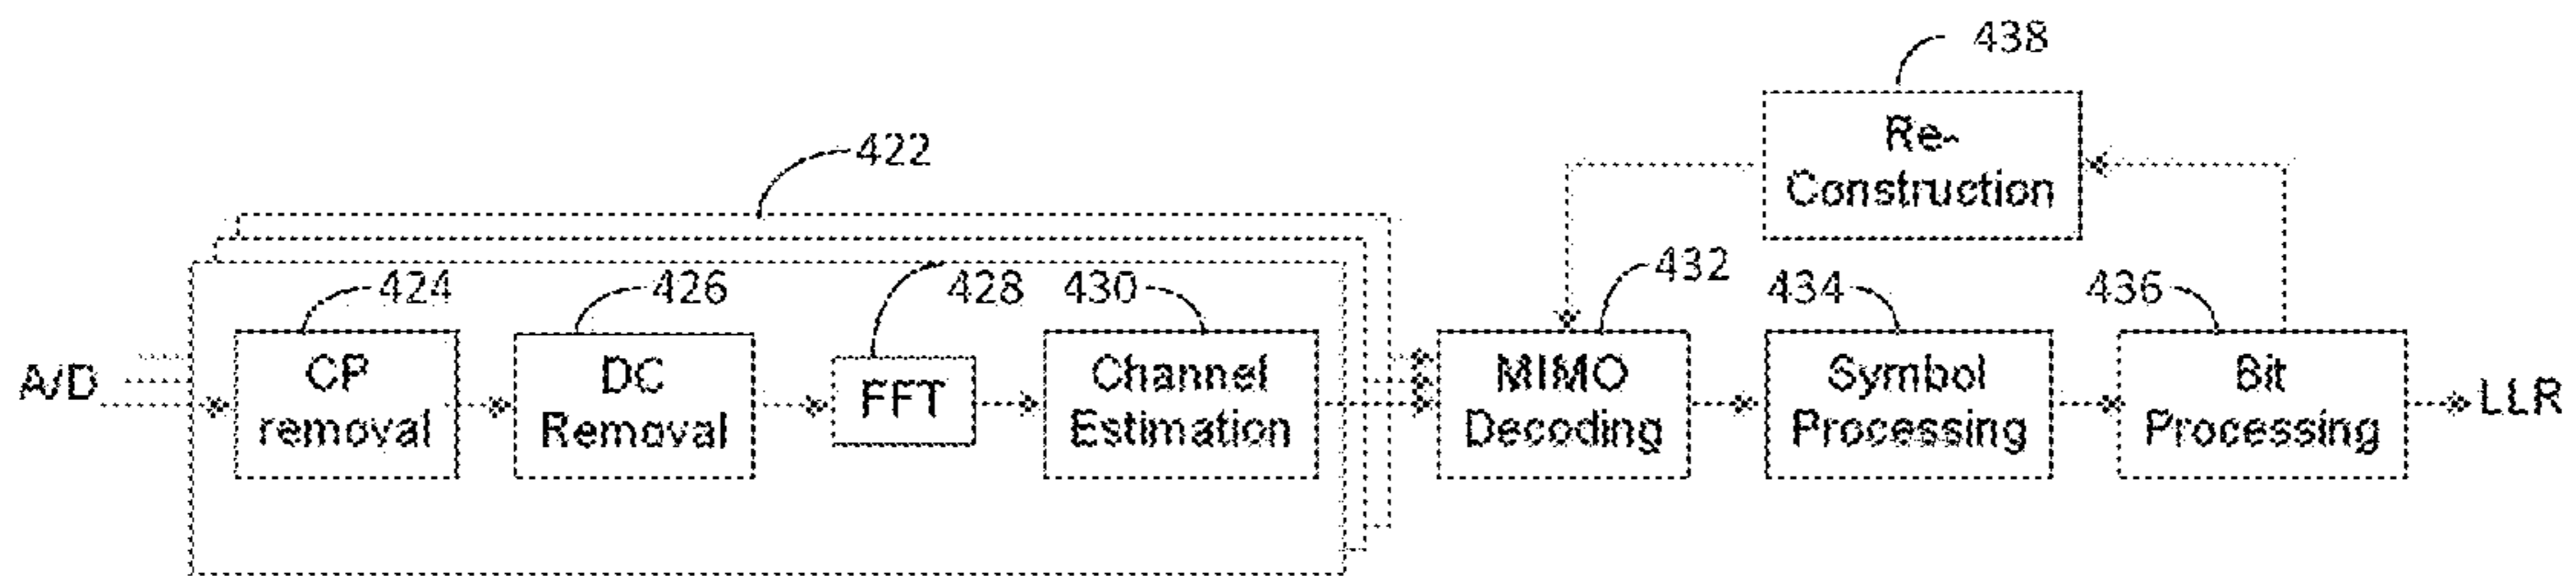 438
Re-
Construction
422
424
426
428
430
432
434
436
A/D
CP
removal
DC
Removal
FFT
Channel
Estimation
MIMO
Decoding
Symbol
Processing
Bit
Processing
LLR